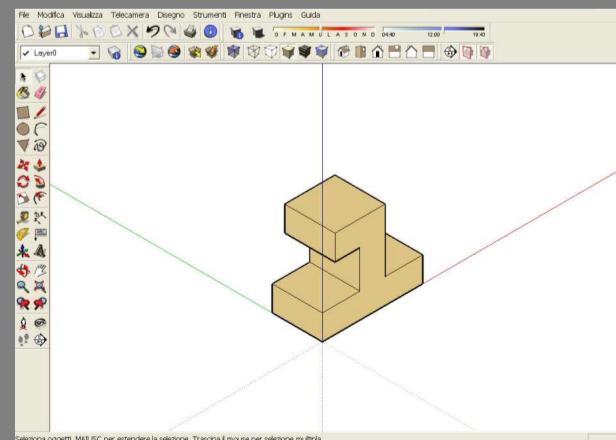 File Modifica Visualizza Telecamera Disegno Strumenti Finestra Plugins Guida
G F M A M U L A S O N D 04:40 12:00 19:40
Layer0
Seleziona oggetti. MAIUSC per estendere la selezione. Trascina il mouse per selezione multipla.